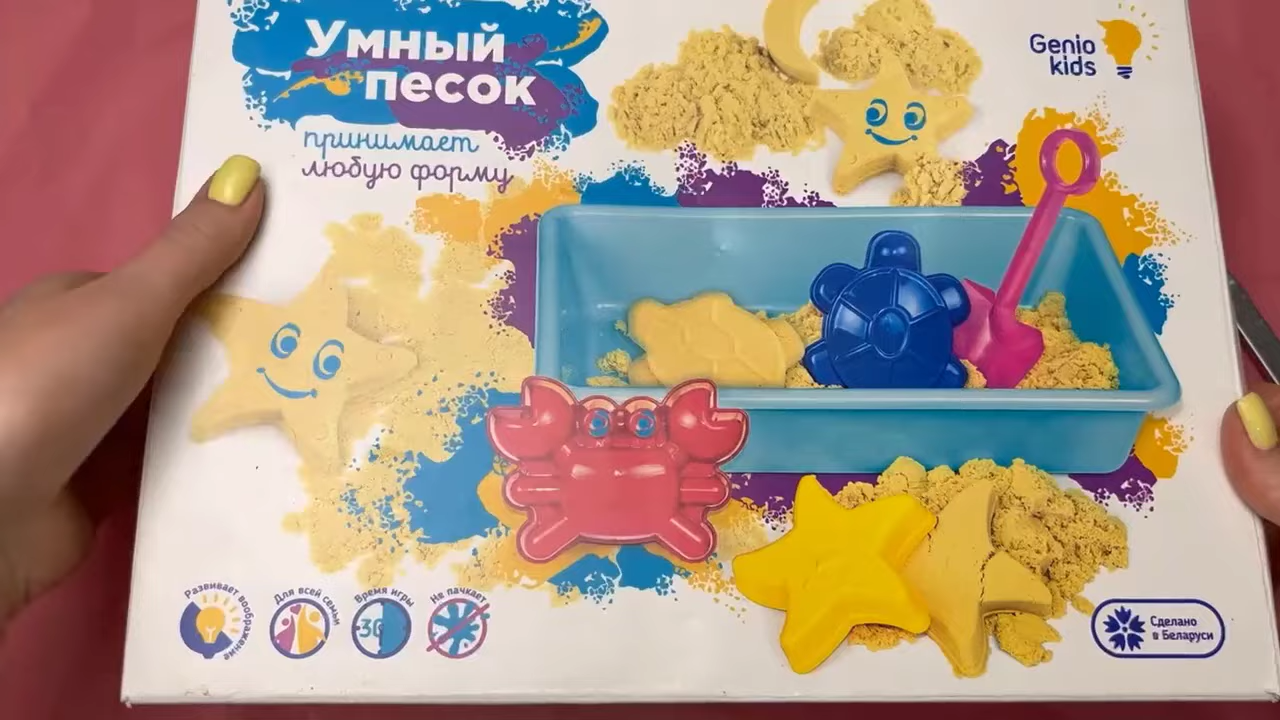 Умный
песок
принимает
любую форму
Genio
kids
Развивает воображение
Для всей семьи
Время игры
30
Не пачкает
Сделано
в Беларуси